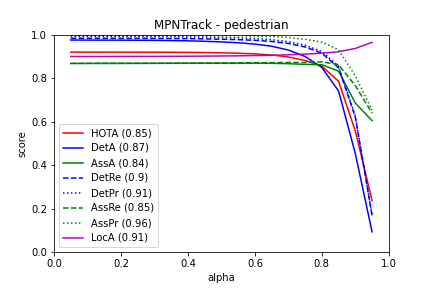 MPNTrack - pedestrian
1.0
0.8
0.6
0.4
0.2
0.0
score
HOTA (0.85)
DetA (0.87)
AssA (0.84)
DetRe (0.9)
DetPr (0.91)
AssRe (0.85)
AssPr (0.96)
LocA (0.91)
0.0 0.2 0.4 0.6 0.8 1.0
alpha